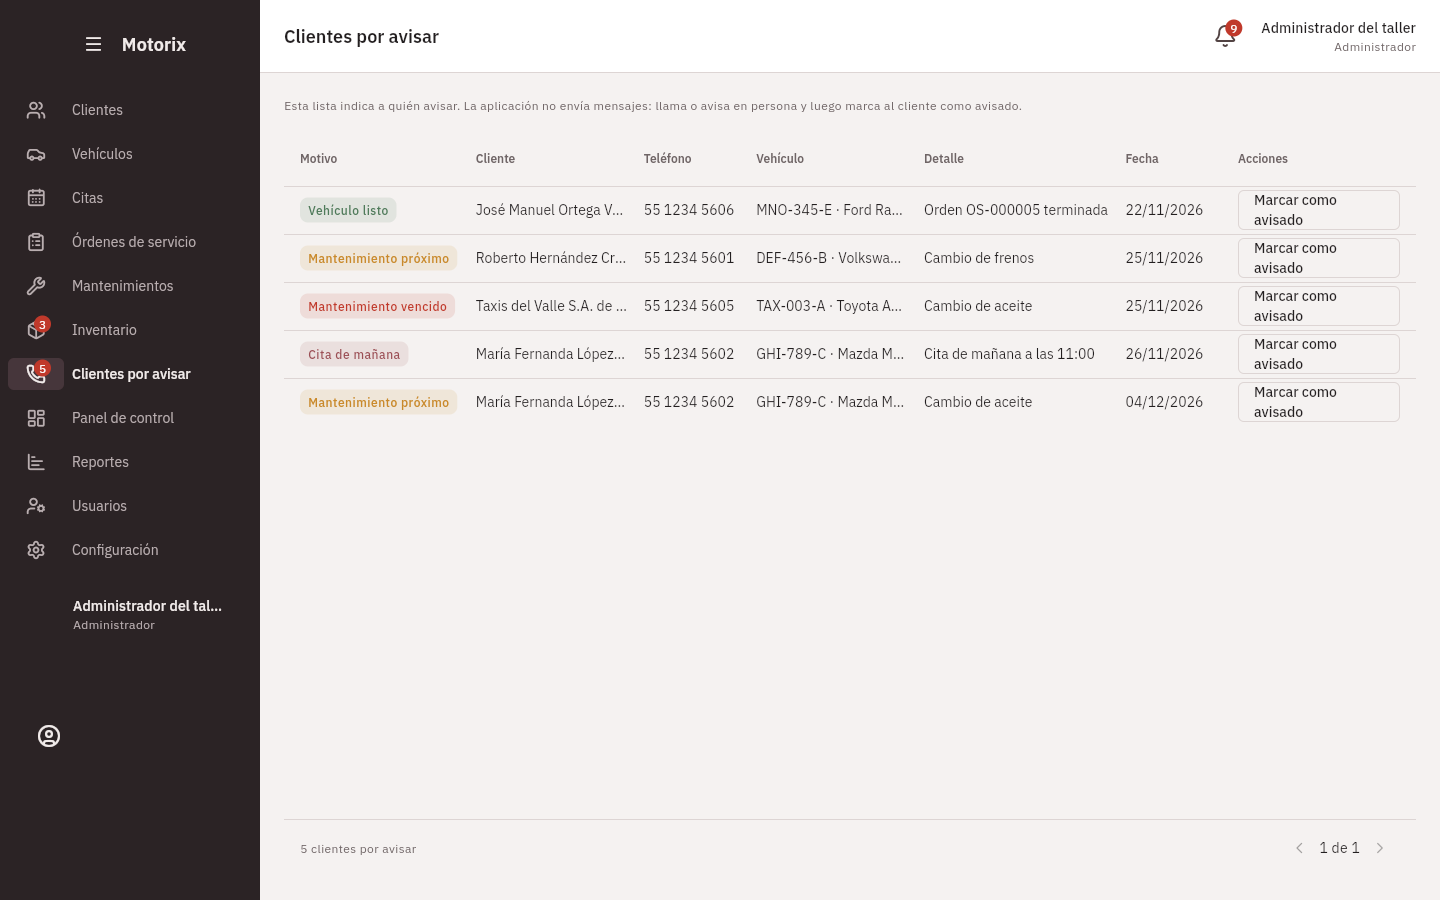 Motorix
Clientes
Vehículos
Citas
Órdenes de servicio
Mantenimientos
3
Inventario
5
Clientes por avisar
Panel de control
Reportes
Usuarios
Configuración
Administrador del tal...
Administrador
Clientes por avisar
9
Administrador del taller
Administrador
Esta lista indica a quién avisar. La aplicación no envía mensajes: llama o avisa en persona y luego marca al cliente como avisado.
Motivo Cliente Teléfono Vehículo Detalle Fecha Acciones
Vehículo listo José Manuel Ortega V... 55 1234 5606 MNO-345-E · Ford Ra... Orden OS-000005 terminada 22/11/2026 Marcar como avisado
Mantenimiento próximo Roberto Hernández Cr... 55 1234 5601 DEF-456-B · Volkswa... Cambio de frenos 25/11/2026 Marcar como avisado
Mantenimiento vencido Taxis del Valle S.A. de ... 55 1234 5605 TAX-003-A · Toyota A... Cambio de aceite 25/11/2026 Marcar como avisado
Cita de mañana María Fernanda López... 55 1234 5602 GHI-789-C · Mazda M... Cita de mañana a las 11:00 26/11/2026 Marcar como avisado
Mantenimiento próximo María Fernanda López... 55 1234 5602 GHI-789-C · Mazda M... Cambio de aceite 04/12/2026 Marcar como avisado
5 clientes por avisar
1 de 1